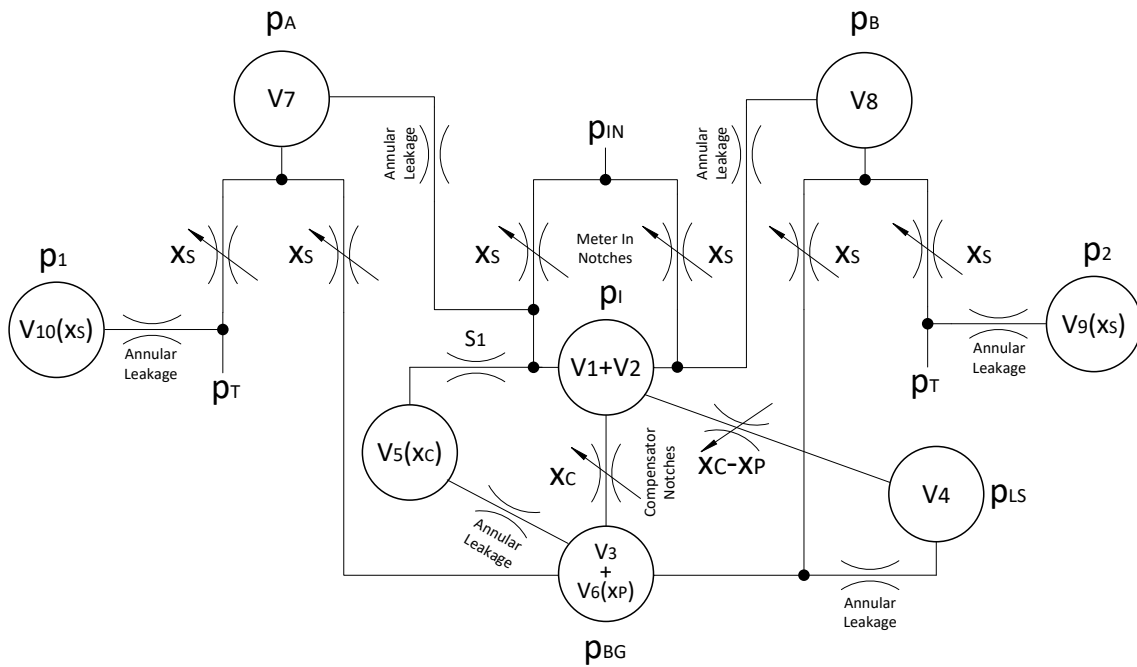 pA
pB
V7
V8
pIN
Annular
Leakage
Annular
Leakage
xS
xS
xS
Meter In
Notches
xS
xS
xS
p1
p2
pI
V10(xS)
V9(xS)
Annular
Leakage
Annular
Leakage
S1
V1+V2
pT
pT
V5(xC)
xC
Compensator
Notches
xC-xP
V4
pLS
Annular
Leakage
V3
+
V6(xP)
Annular
Leakage
pBG